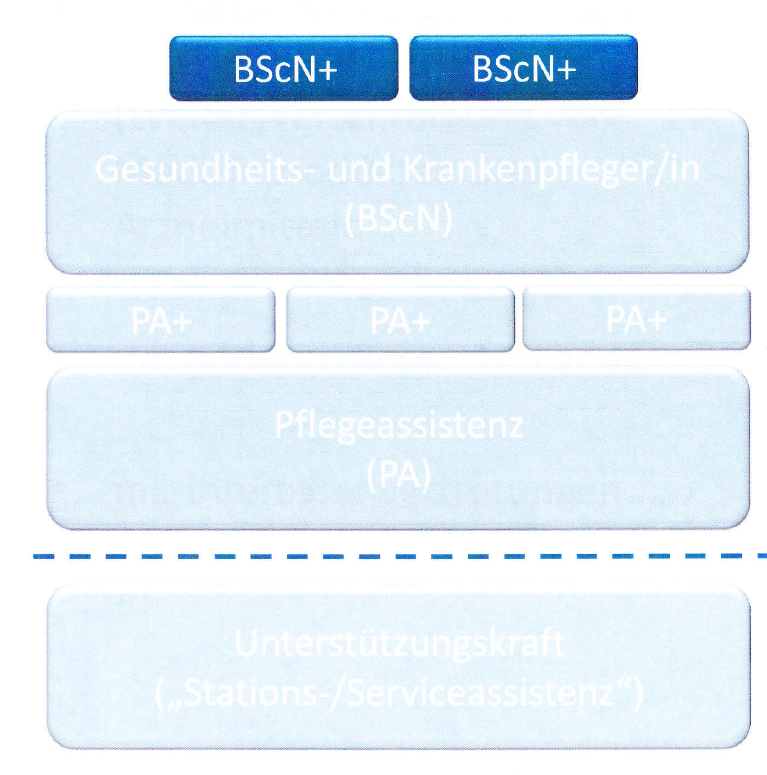 BScN+ BScN+
Gesundheits- und Krankenpfleger/in
(BScN)
PA+ PA+ PA+
Pflegeassistenz
(PA)
Unterstützungskraft
(„Stations-/Serviceassistenz“)